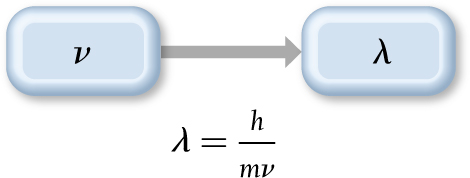 ν λ
λ = h / mν